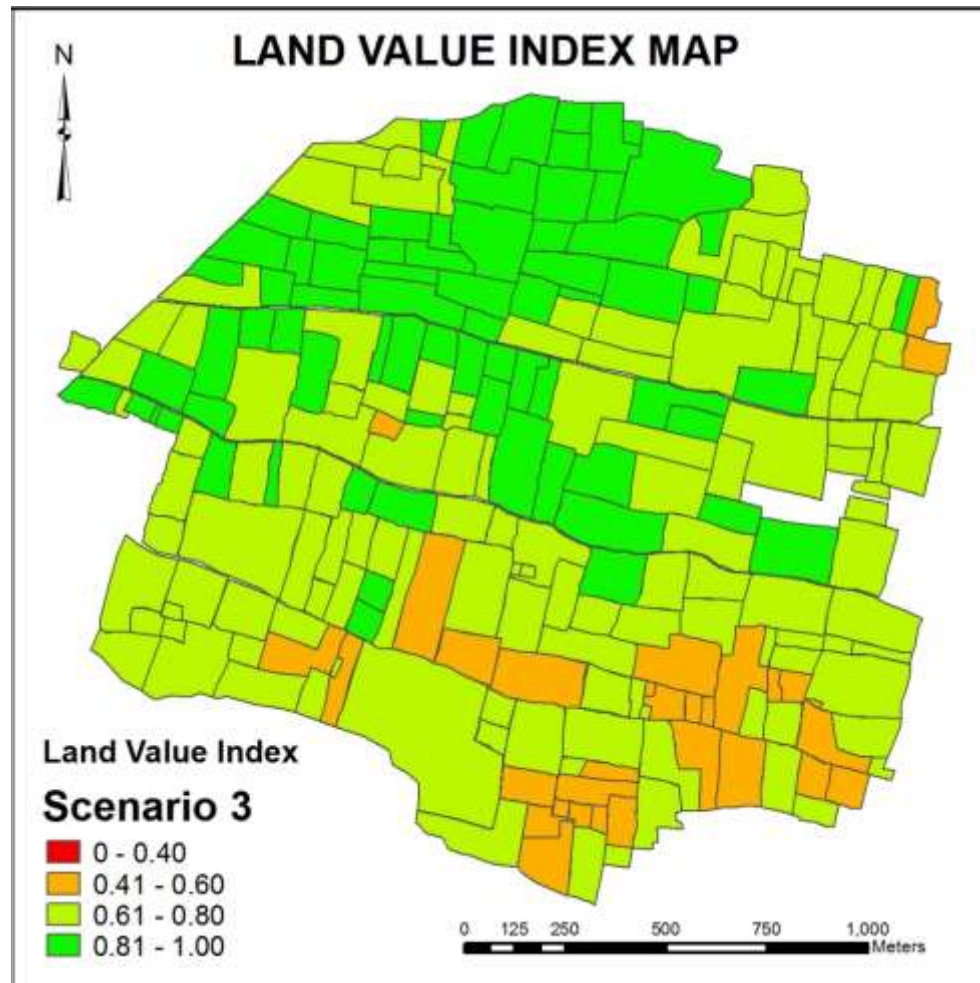 LAND VALUE INDEX MAP
N
Land Value Index
Scenario 3
0 - 0.40
0.41 - 0.60
0.61 - 0.80
0.81 - 1.00
0 125 250 500 750 1,000
Meters